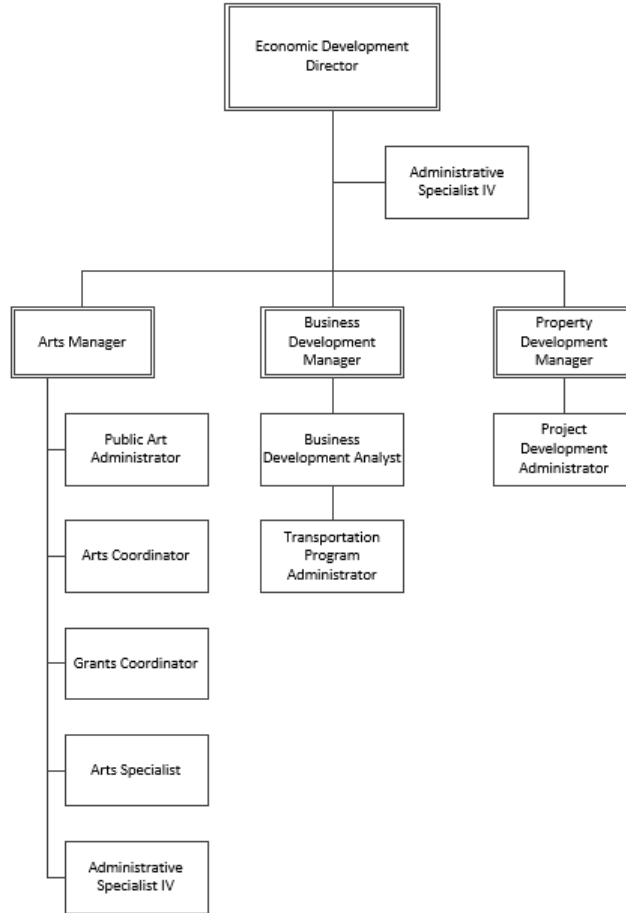 Economic Development
Director
Administrative
Specialist IV
Arts Manager
Business
Development
Manager
Property
Development
Manager
Public Art
Administrator
Business
Development Analyst
Project
Development
Administrator
Arts Coordinator
Transportation
Program
Administrator
Grants Coordinator
Arts Specialist
Administrative
Specialist IV